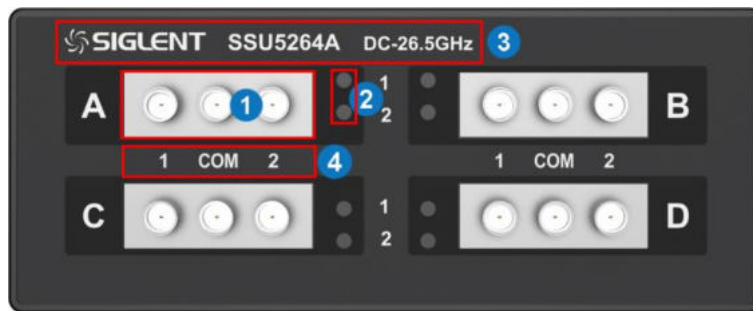 SIGLENT SSU5264A DC-26.5GHz 3
A 1 2 1 2 B
1 COM 2 4 1 COM 2
C 1 2 D